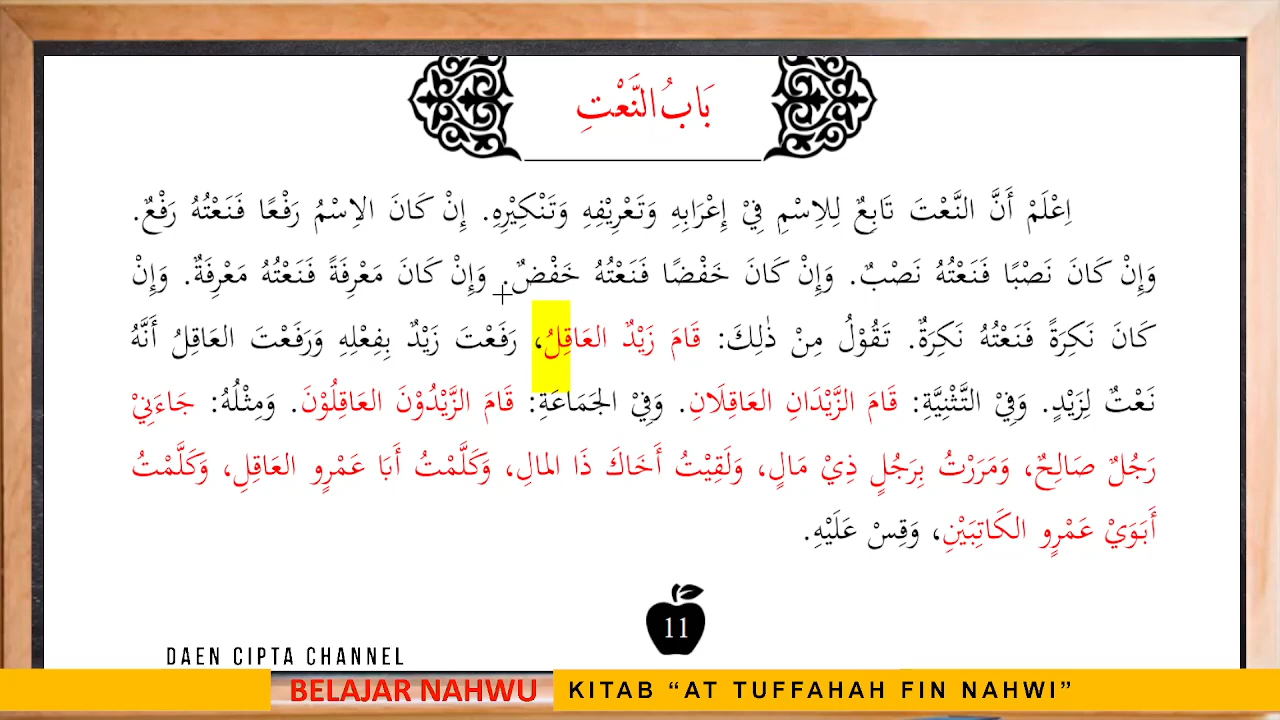 بَابُ النَّعْتِ
اِعْلَمْ أَنَّ النَّعْتَ تَابِعٌ لِلاِسْمِ فِيْ إِعْرَابِهِ وَتَعْرِيْفِهِ وَتَنْكِيْرِهِ. إِنْ كَانَ الاِسْمُ رَفْعًا فَنَعْتُهُ رَفْعٌ.
وَإِنْ كَانَ نَصْبًا فَنَعْتُهُ نَصْبٌ. وَإِنْ كَانَ خَفْضًا فَنَعْتُهُ خَفْضٌ. وَإِنْ كَانَ مَعْرِفَةً فَنَعْتُهُ مَعْرِفَةٌ. وَإِنْ
كَانَ نَكِرَةً فَنَعْتُهُ نَكِرَةٌ. تَقُوْلُ مِنْ ذٰلِكَ: قَامَ زَيْدٌ العَاقِلُ، رَفَعْتَ زَيْدٌ بِفِعْلِهِ وَرَفَعْتَ العَاقِلُ أَنَّهُ
نَعْتٌ لِزَيْدٍ. وَفِيْ التَّثْنِيَّةِ: قَامَ الزَّيْدَانِ العَاقِلَانِ. وَفِيْ الجَمَاعَةِ: قَامَ الزَّيْدُوْنَ العَاقِلُوْنَ. وَمِثْلُهُ: جَاءَنِيْ
رَجُلٌ صَالِحٌ، وَمَرَرْتُ بِرَجُلٍ ذِيْ مَالٍ، وَلَقِيْتُ أَخَاكَ ذَا المالِ، وَكَلَّمْتُ أَبَا عَمْرٍو العَاقِلِ، وَكَلَّمْتُ
أَبَوَيْ عَمْرٍو الكَاتِبَيْنِ، وَقِسْ عَلَيْهِ.
11
DAEN CIPTA CHANNEL
BELAJAR NAHWU KITAB “AT TUFFAHAH FIN NAHWI”